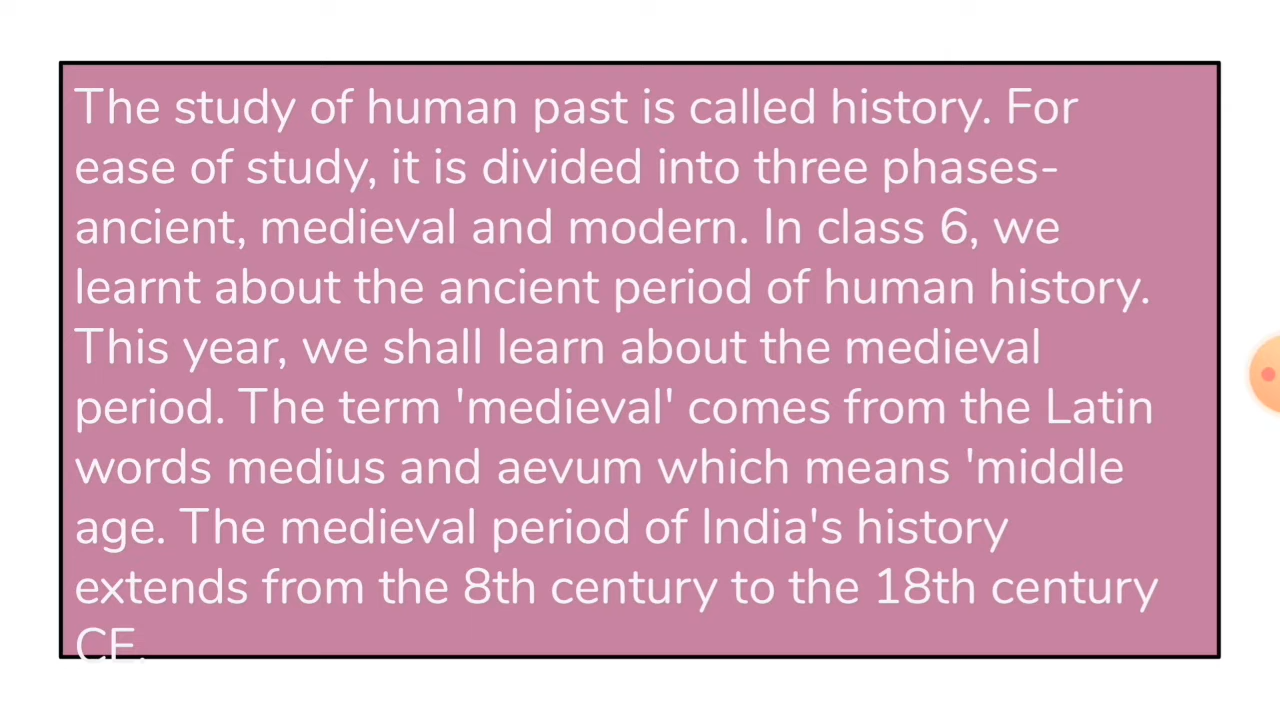 The study of human past is called history. For
ease of study, it is divided into three phases-
ancient, medieval and modern. In class 6, we
learnt about the ancient period of human history.
This year, we shall learn about the medieval
period. The term 'medieval' comes from the Latin
words medius and aevum which means 'middle
age. The medieval period of India's history
extends from the 8th century to the 18th century
CE.